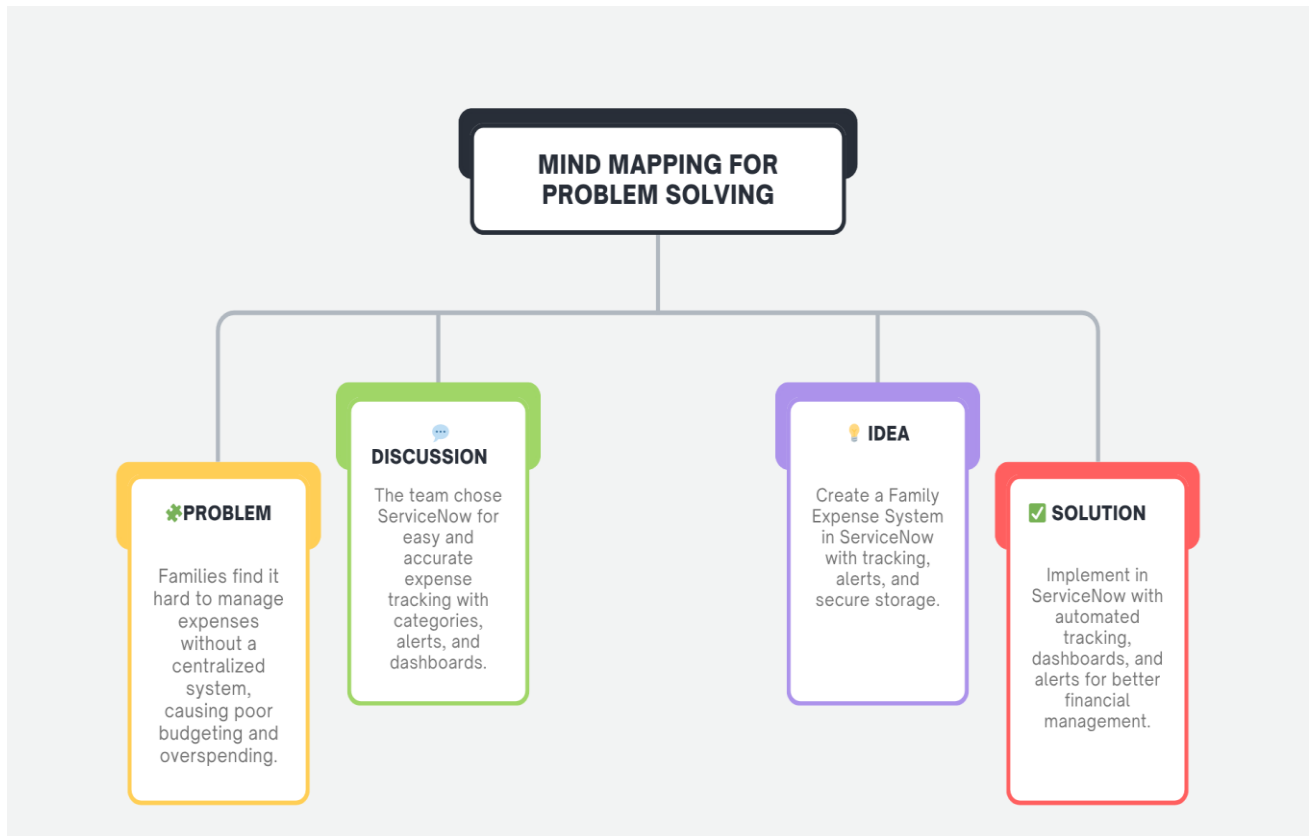 MIND MAPPING FOR
PROBLEM SOLVING
PROBLEM
Families find it
hard to manage
expenses
without a
centralized
system,
causing poor
budgeting and
overspending.
DISCUSSION
The team chose
ServiceNow for
easy and
accurate
expense
tracking with
categories,
alerts, and
dashboards.
IDEA
Create a Family
Expense System
in ServiceNow
with tracking,
alerts, and
secure storage.
SOLUTION
Implement in
ServiceNow with
automated
tracking,
dashboards, and
alerts for better
financial
management.